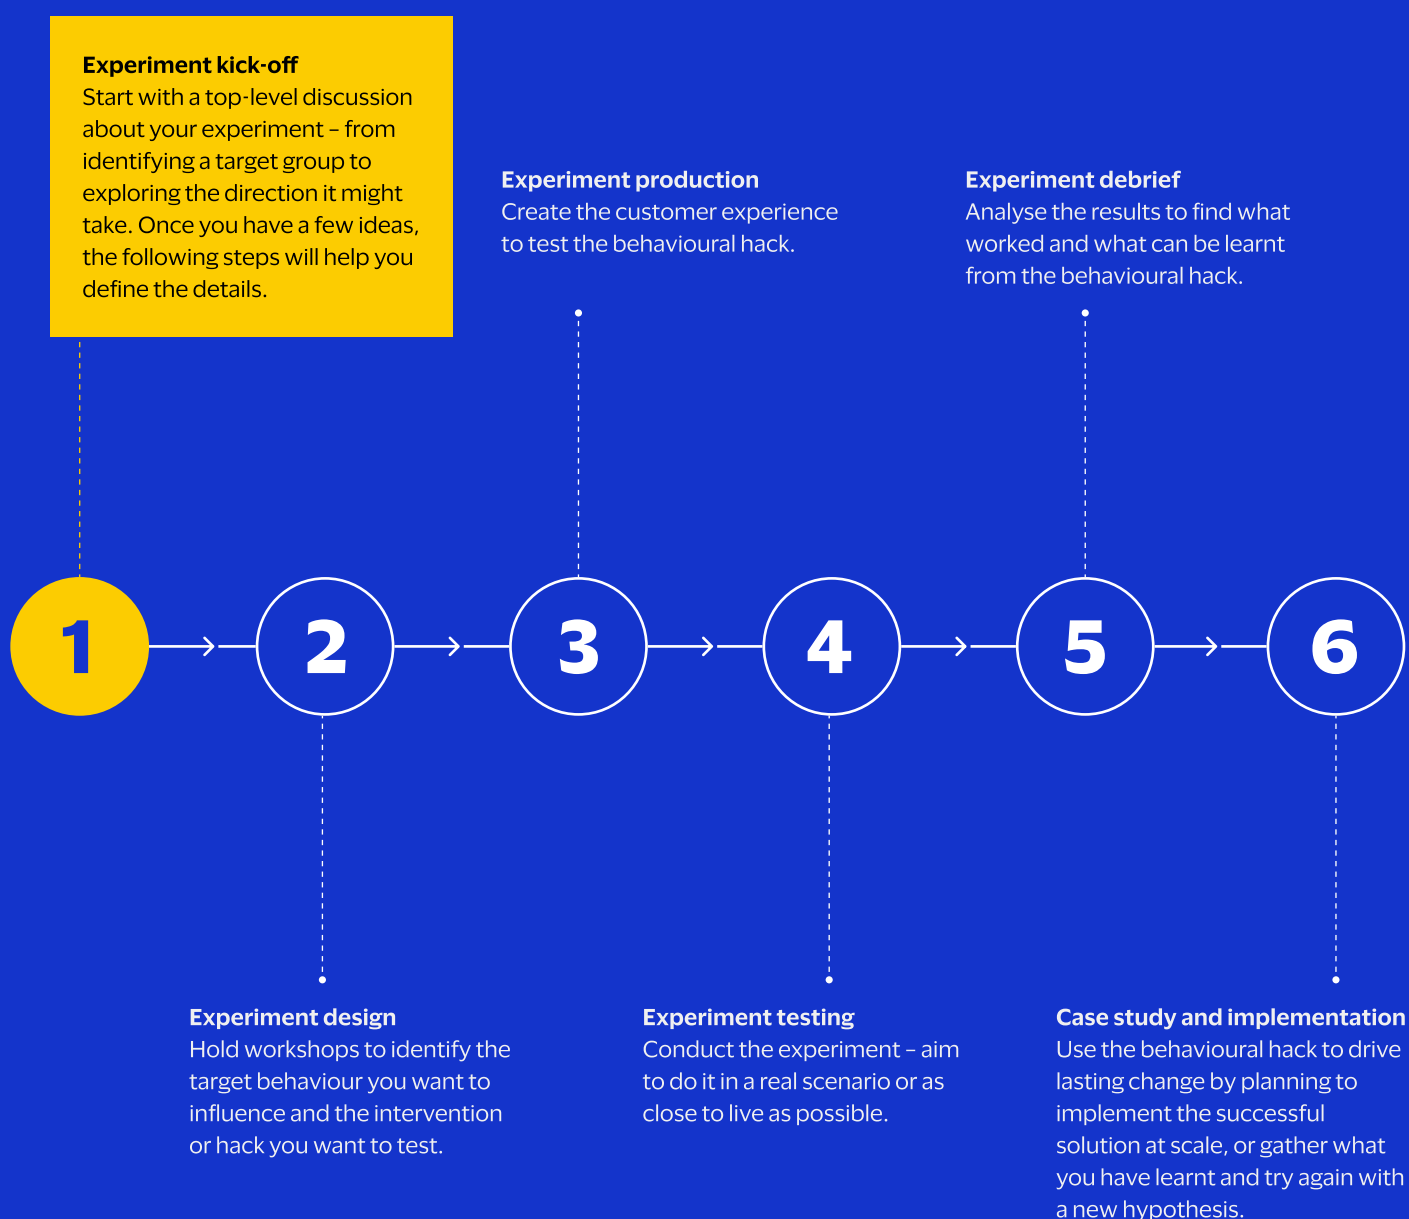 Experiment kick-off
Start with a top-level discussion
about your experiment – from
identifying a target group to
exploring the direction it might
take. Once you have a few ideas,
the following steps will help you
define the details.
Experiment production
Create the customer experience
to test the behavioural hack.
Experiment debrief
Analyse the results to find what
worked and what can be learnt
from the behavioural hack.
1
2
3
4
5
6
Experiment design
Hold workshops to identify the
target behaviour you want to
influence and the intervention
or hack you want to test.
Experiment testing
Conduct the experiment – aim
to do it in a real scenario or as
close to live as possible.
Case study and implementation
Use the behavioural hack to drive
lasting change by planning to
implement the successful
solution at scale, or gather what
you have learnt and try again with
a new hypothesis.